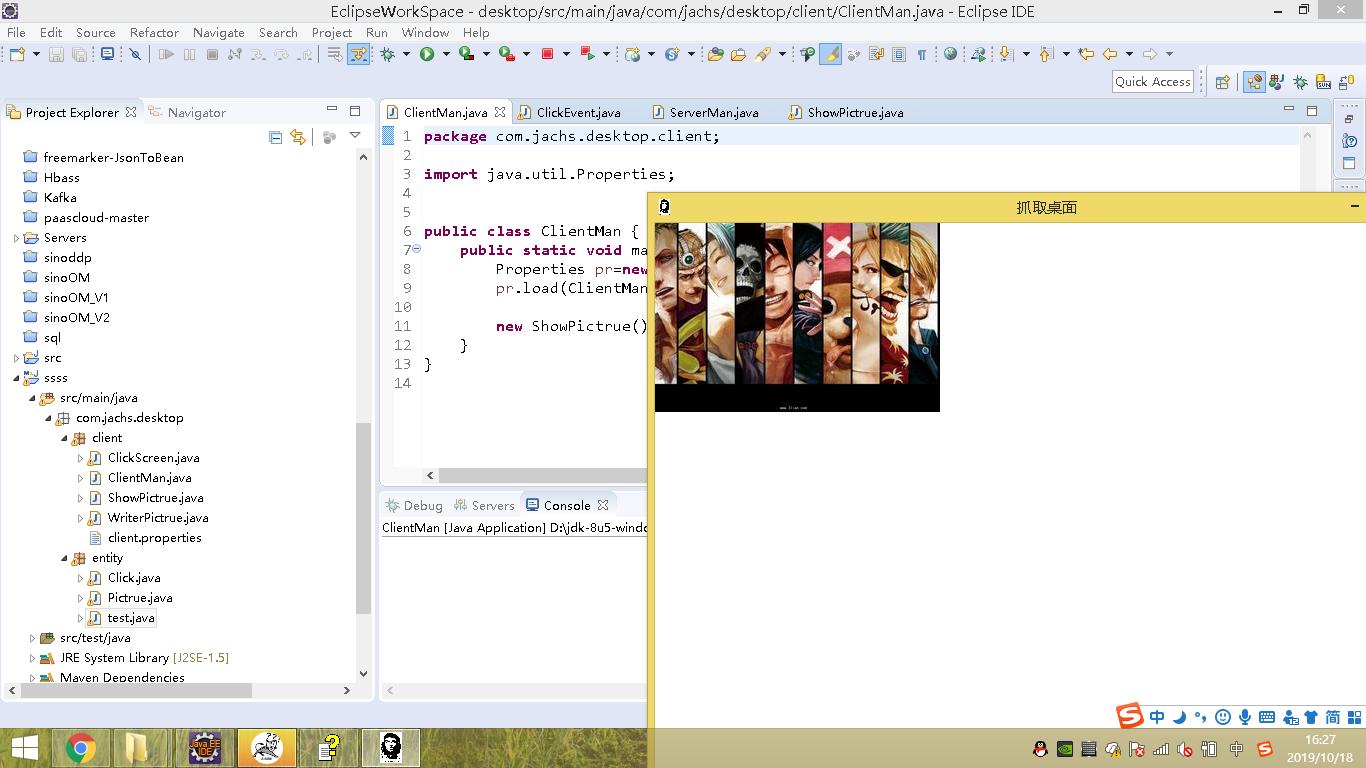 EclipseWorkSpace - desktop/src/main/java/com/jachs/desktop/client/ClientMan.java - Eclipse IDE
File Edit Source Refactor Navigate Search Project Run Window Help
Quick Access
Project Explorer Navigator
ClientMan.java ClickEvent.java ServerMan.java ShowPictrue.java
freemarker-JsonToBean
Hbass
Kafka
paascloud-master
Servers
sinoddp
sinoOM
sinoOM_V1
sinoOM_V2
sql
src
ssss
src/main/java
com.jachs.desktop
client
ClickScreen.java
ClientMan.java
ShowPictrue.java
WriterPictrue.java
client.properties
entity
Click.java
Pictrue.java
test.java
src/test/java
JRE System Library [J2SE-1.5]
Maven Dependencies
1 package com.jachs.desktop.client;
2
3 import java.util.Properties;
4
5
6 public class ClientMan {
7 public static void ma
8 Properties pr=new
9 pr.load(ClientMan
10
11 new ShowPictrue()
12 }
13 }
14
抓取桌面
Debug Servers Console
ClientMan [Java Application] D:\jdk-8u5-windo
中 简
Java EE
IDE
中
16:27
2019/10/18